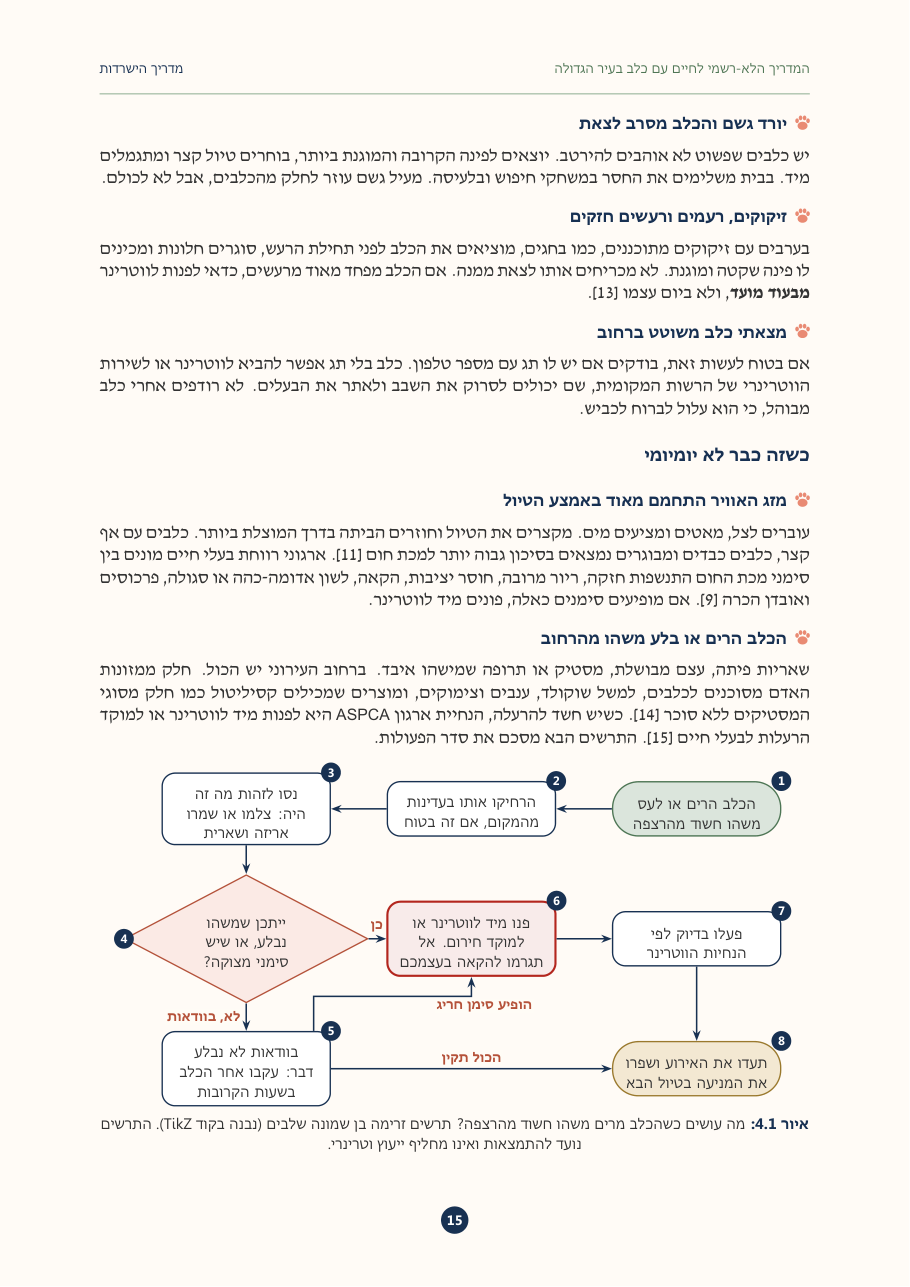 המדריך הלא-רשמי לחיים עם כלב בעיר הגדולה
מדריך הישרדות
יורד גשם והכלב מסרב לצאת
יש כלבים שפשוט לא אוהבים להירטב. יוצאים לפינה הקרובה והמוגנת ביותר, בוחרים טיול קצר ומתגמלים
מיד. בבית משלימים את החסר במשחקי חיפוש ובלעיסה. מעיל גשם עוזר לחלק מהכלבים, אבל לא לכולם.
זיקוקים, רעמים ורעשים חזקים
בערבים עם זיקוקים מתוכננים, כמו בחגים, מוציאים את הכלב לפני תחילת הרעש, סוגרים חלונות ומכינים
לו פינה שקטה ומוגנת. לא מכריחים אותו לצאת ממנה. אם הכלב מפחד מאוד מרעשים, כדאי לפנות לווטרינר
מבעוד מועד, ולא ביום עצמו [13].
מצאתי כלב משוטט ברחוב
אם בטוח לעשות זאת, בודקים אם יש לו תג עם מספר טלפון. כלב בלי תג אפשר להביא לווטרינר או לשירות
הווטרינרי של הרשות המקומית, שם יכולים לסרוק את השבב ולאתר את הבעלים. לא רודפים אחרי כלב
מבוהל, כי הוא עלול לברוח לכביש.
כשזה כבר לא יומיומי
מזג האוויר התחמם מאוד באמצע הטיול
עוברים לצל, מאטים ומציעים מים. מקצרים את הטיול וחוזרים הביתה בדרך המוצלת ביותר. כלבים עם אף
קצר, כלבים כבדים ומבוגרים נמצאים בסיכון גבוה יותר למכת חום [11]. ארגוני רווחת בעלי חיים מונים בין
סימני מכת החום התנשפות חזקה, ריור מרובה, חוסר יציבות, הקאה, לשון אדומה-כהה או סגולה, פרכוסים
ואובדן הכרה [9]. אם מופיעים סימנים כאלה, פונים מיד לווטרינר.
הכלב הרים או בלע משהו מהרחוב
שאריות פיתה, עצם מבושלת, מסטיק או תרופה שמישהו איבד. ברחוב העירוני יש הכול. חלק ממזונות
האדם מסוכנים לכלבים, למשל שוקולד, ענבים וצימוקים, ומוצרים שמכילים קסיליטול כמו חלק מסוגי
המסטיקים ללא סוכר [14]. כשיש חשד להרעלה, הנחיית ארגון ASPCA היא לפנות מיד לווטרינר או למוקד
הרעלות לבעלי חיים [15]. התרשים הבא מסכם את סדר הפעולות.
1
הכלב הרים או לעס
משהו חשוד מהרצפה
2
הרחיקו אותו בעדינות
מהמקום, אם זה בטוח
3
נסו לזהות מה זה
היה: צלמו או שמרו
אריזה ושארית
4
ייתכן שמשהו
נבלע, או שיש
סימני מצוקה?
כן
לא, בוודאות
5
בוודאות לא נבלע
דבר: עקבו אחר הכלב
בשעות הקרובות
הופיע סימן חריג
הכול תקין
6
פנו מיד לווטרינר או
למוקד חירום. אל
תגרמו להקאה בעצמכם
7
פעלו בדיוק לפי
הנחיות הווטרינר
8
תעדו את האירוע ושפרו
את המניעה בטיול הבא
איור 4.1: מה עושים כשהכלב מרים משהו חשוד מהרצפה? תרשים זרימה בן שמונה שלבים (נבנה בקוד TikZ). התרשים
נועד להתמצאות ואינו מחליף ייעוץ וטרינרי.
15